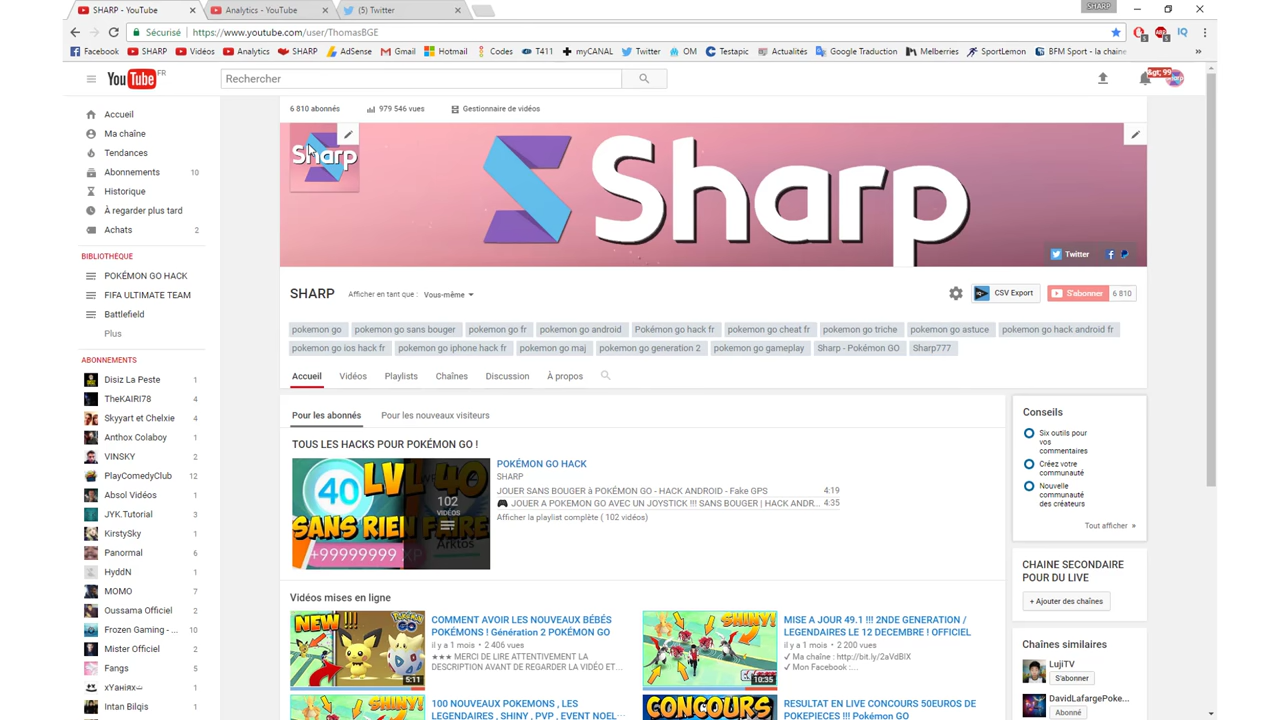 SHARP - YouTube
Analytics - YouTube
(5) Twitter
SHARP
Sécurisé
https://www.youtube.com/user/ThomasBGE
Facebook
SHARP
Vidéos
Analytics
SHARP
AdSense
Gmail
Hotmail
Codes
T411
myCANAL
Twitter
OM
Testapic
Actualités
Google Traduction
Melberries
SportLemon
BFM Sport - la chaine
YouTube FR
Rechercher
&gt; 99
Accueil
Ma chaîne
Tendances
Abonnements 10
Historique
À regarder plus tard
Achats 2
BIBLIOTHÈQUE
POKÉMON GO HACK
FIFA ULTIMATE TEAM
Battlefield
Plus
ABONNEMENTS
Disiz La Peste 1
TheKAIRI78 4
Skyyart et Chelxie 4
Anthox Colaboy 1
VINSKY 2
PlayComedyClub 12
Absol Vidéos 1
JYK.Tutorial 3
KirstySky 2
Panormal 6
HyddN 1
MOMO 7
Oussama Officiel 2
Frozen Gaming - ... 1
Mister Officiel 2
Fangs 5
xYaнiяx 1
Intan Bilqis 1
6 810 abonnés
979 546 vues
Gestionnaire de vidéos
Sharp
Sharp
Twitter
SHARP
Afficher en tant que : Vous-même
CSV Export
S'abonner 6 810
pokemon go
pokemon go sans bouger
pokemon go fr
pokemon go android
Pokémon go hack fr
pokemon go cheat fr
pokemon go triche
pokemon go astuce
pokemon go hack android fr
pokemon go ios hack fr
pokemon go iphone hack fr
pokemon go maj
pokemon go generation 2
pokemon go gameplay
Sharp - Pokémon GO
Sharp777
Accueil
Vidéos
Playlists
Chaînes
Discussion
À propos
Pour les abonnés
Pour les nouveaux visiteurs
TOUS LES HACKS POUR POKÉMON GO !
40 LVL 40
SANS RIEN FAIRE
+99999999 XP
Arktos
102
VIDÉOS
POKÉMON GO HACK
SHARP
JOUER SANS BOUGER à POKÉMON GO - HACK ANDROID - Fake GPS 4:19
🎮 JOUER A POKEMON GO AVEC UN JOYSTICK !!! SANS BOUGER | HACK ANDR... 4:35
Afficher la playlist complète ( 102 vidéos)
Vidéos mises en ligne
NEW !!!
POKÉMON GO
5:11
COMMENT AVOIR LES NOUVEAUX BÉBÉS
POKÉMONS ! Génération 2 POKÉMON GO
il y a 1 mois • 2 406 vues
★★★ MERCI DE LIRE ATTENTIVEMENT LA
DESCRIPTION AVANT DE REGARDER LA VIDÉO ET...
SHINY!
10:35
MISE A JOUR 49.1 !!! 2NDE GENERATION /
LEGENDAIRES LE 12 DECEMBRE ! OFFICIEL
il y a 1 mois • 2 200 vues
✓ Ma chaîne : http://bit.ly/2aVdBIX
✓ Mon Facebook :...
100 NOUVEAUX POKEMONS , LES
LEGENDAIRES , SHINY , PVP , EVENT NOEL...
SHINY!
CONCOURS
RESULTAT EN LIVE CONCOURS 50EUROS DE
POKEPIECES !!! Pokémon GO
Conseils
Six outils pour
vos
commentaires
Créez votre
communauté
Nouvelle
communauté
des créateurs
Tout afficher »
CHAINE SECONDAIRE
POUR DU LIVE
+ Ajouter des chaînes
Chaînes similaires
LujiTV
S'abonner
DavidLafargePoke...
Abonné